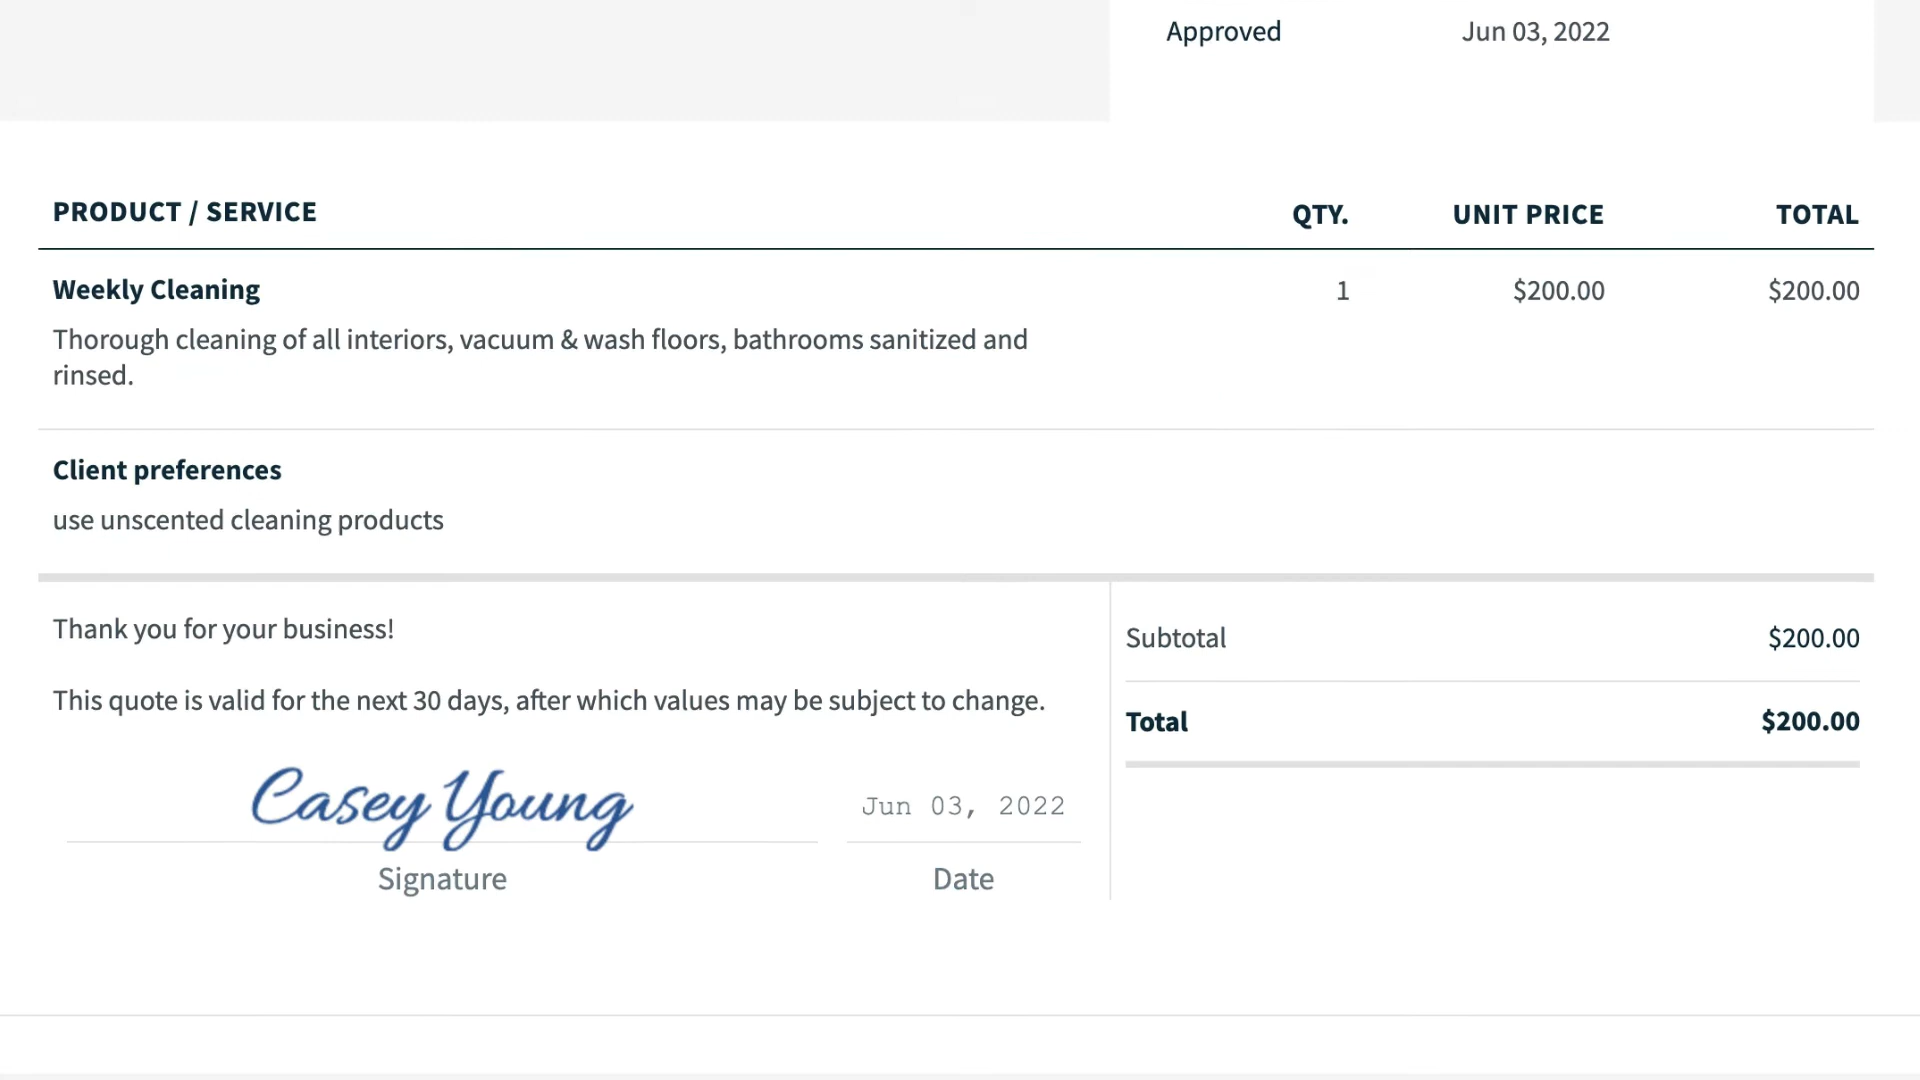 Approved Jun 03, 2022
PRODUCT / SERVICE QTY. UNIT PRICE TOTAL
Weekly Cleaning 1 $200.00 $200.00
Thorough cleaning of all interiors, vacuum & wash floors, bathrooms sanitized and
rinsed.
Client preferences
use unscented cleaning products
Thank you for your business!
This quote is valid for the next 30 days, after which values may be subject to change.
Casey Young Jun 03, 2022
Signature Date
Subtotal $200.00
Total $200.00